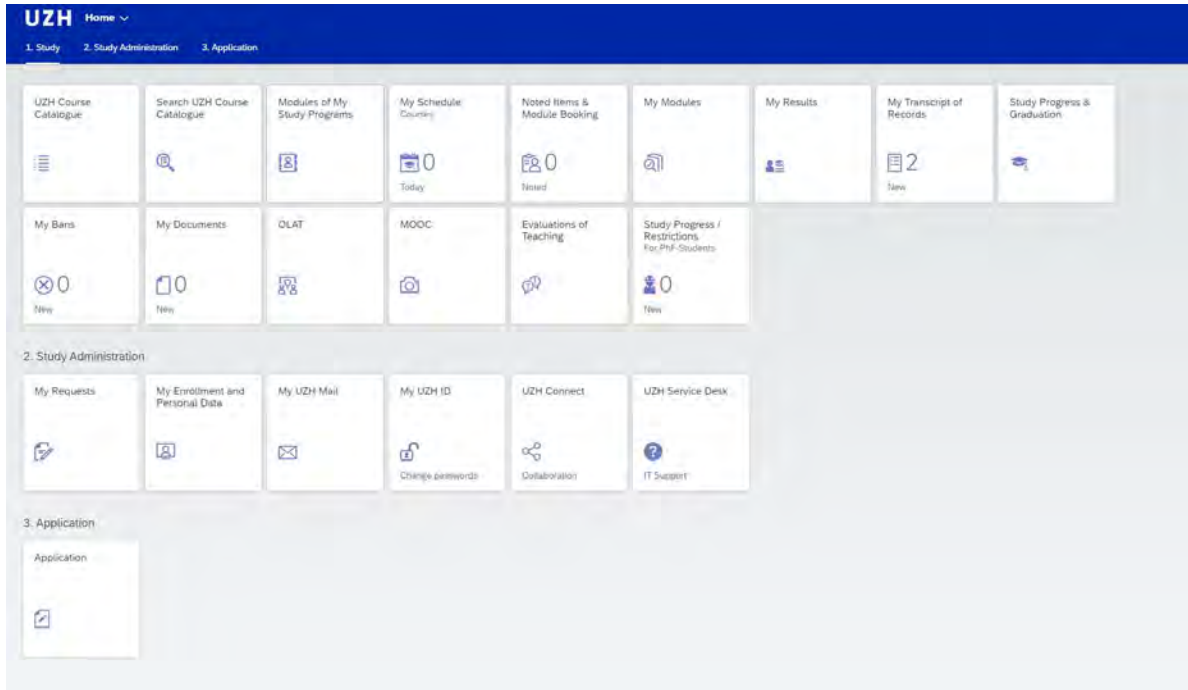 UZH Home
1. Study 2. Study Administration 3. Application
UZH Course
Catalogue
Search UZH Course
Catalogue
Modules of My
Study Programs
My Schedule
Courses
0
Today
Noted Items &
Module Booking
0
Noted
My Modules
My Results
My Transcript of
Records
2
New
Study Progress &
Graduation
My Bans
0
New
My Documents
0
New
OLAT
MOOC
Evaluations of
Teaching
Study Progress /
Restrictions
For PhF-Students
0
New
2. Study Administration
My Requests
My Enrollment and
Personal Data
My UZH Mail
My UZH ID
Change passwords
UZH Connect
Collaboration
UZH Service Desk
IT Support
3. Application
Application